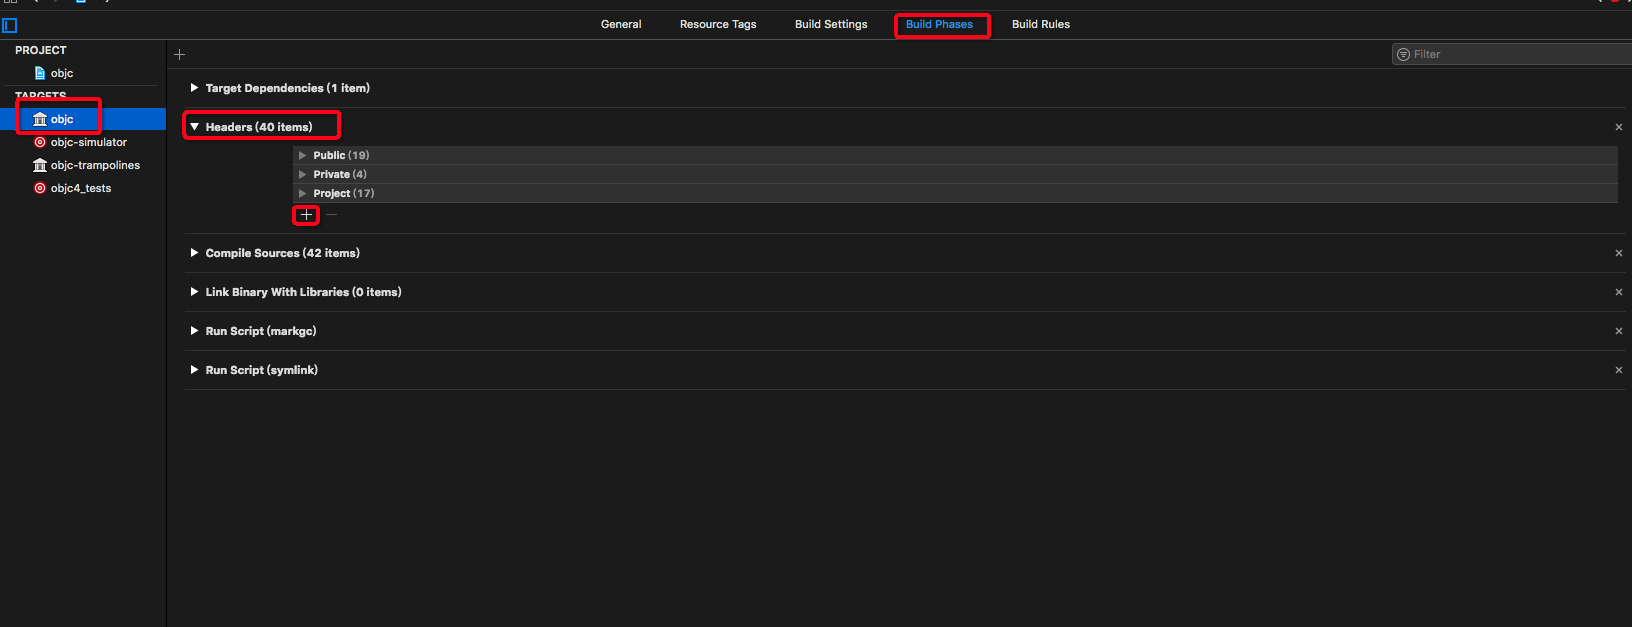 General Resource Tags Build Settings Build Phases Build Rules
PROJECT
objc
TARGETS
objc
objc-simulator
objc-trampolines
objc4_tests
Filter
Target Dependencies (1 item)
Headers (40 items)
Public (19)
Private (4)
Project (17)
Compile Sources (42 items)
Link Binary With Libraries (0 items)
Run Script (markgc)
Run Script (symlink)